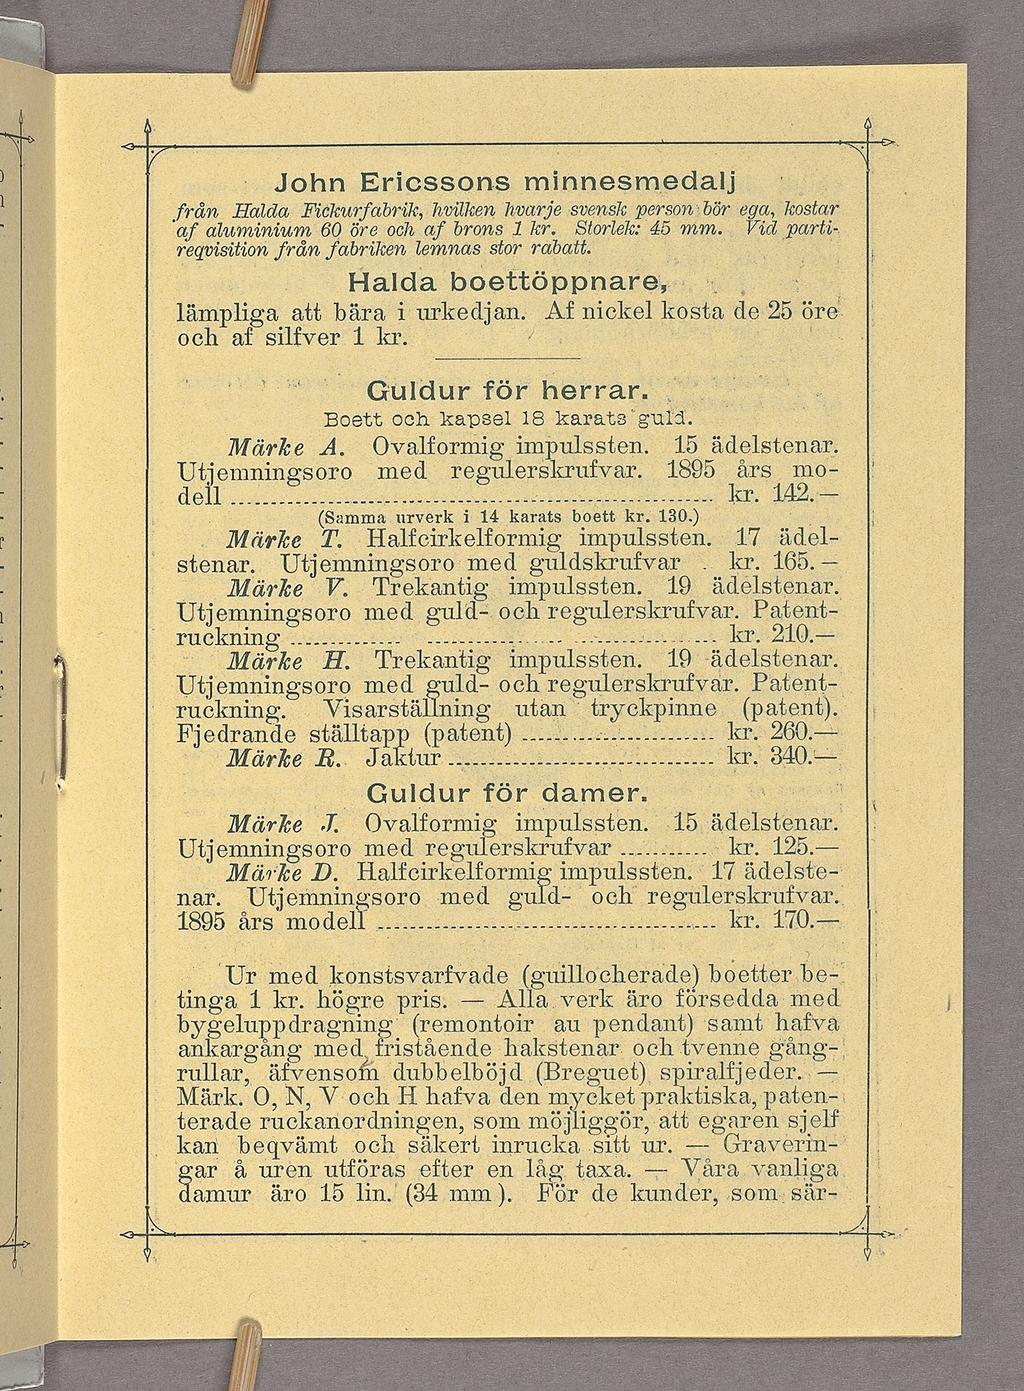 John Ericssons minnesmedalj
från Halda Fickurfabrik, hvilken hvarje svensk person bör ega, kostar
af aluminium 60 öre och af brons 1 kr. Storlek: 45 mm. Vid parti-
reqvisition från fabriken lemnas stor rabatt.
Halda boettöppnare,
lämpliga att bära i urkedjan. Af nickel kosta de 25 öre
och af silfver 1 kr.
Guldur för herrar.
Boett och kapsel 18 karats guld.
Märke A. Ovalformig impulssten. 15 ädelstenar.
Utjemningsoro med regulerskrufvar. 1895 års mo-
dell kr. 142.—
(Samma urverk i 14 karats boett kr. 130.)
Märke T. Halfcirkelformig impulssten. 17 ädel-
stenar. Utjemningsoro med guldskrufvar . kr. 165.—
Märke V. Trekantig impulssten. 19 ädelstenar.
Utjemningsoro med guld- och regulerskrufvar. Patent-
ruckning kr. 210.—
Märke H. Trekantig impulssten. 19 ädelstenar.
Utjemningsoro med guld- och regulerskrufvar. Patent-
ruckning. Visarställning utan tryckpinne (patent).
Fjedrande ställtapp (patent) kr. 260.—
Märke R. Jaktur kr. 340.—
Guldur för damer.
Märke J. Ovalformig impulssten. 15 ädelstenar.
Utjemningsoro med regulerskrufvar kr. 125.—
Märke D. Halfcirkelformig impulssten. 17 ädelste-
nar. Utjemningsoro med guld- och regulerskrufvar.
1895 års modell kr. 170.—
Ur med konstsvarfvade (guillocherade) boetter be-
tinga 1 kr. högre pris. — Alla verk äro försedda med
bygeluppdragning (remontoir au pendant) samt hafva
ankargång med fristående hakstenar och tvenne gång-
rullar, äfvensom dubbelböjd (Breguet) spiralfjeder. —
Märk. O, N, V och H hafva den mycket praktiska, paten-
terade ruckanordningen, som möjliggör, att egaren sjelf
kan beqvämt och säkert inrucka sitt ur. — Graverin-
gar å uren utföras efter en låg taxa. — Våra vanliga
damur äro 15 lin. (34 mm). För de kunder, som sär-